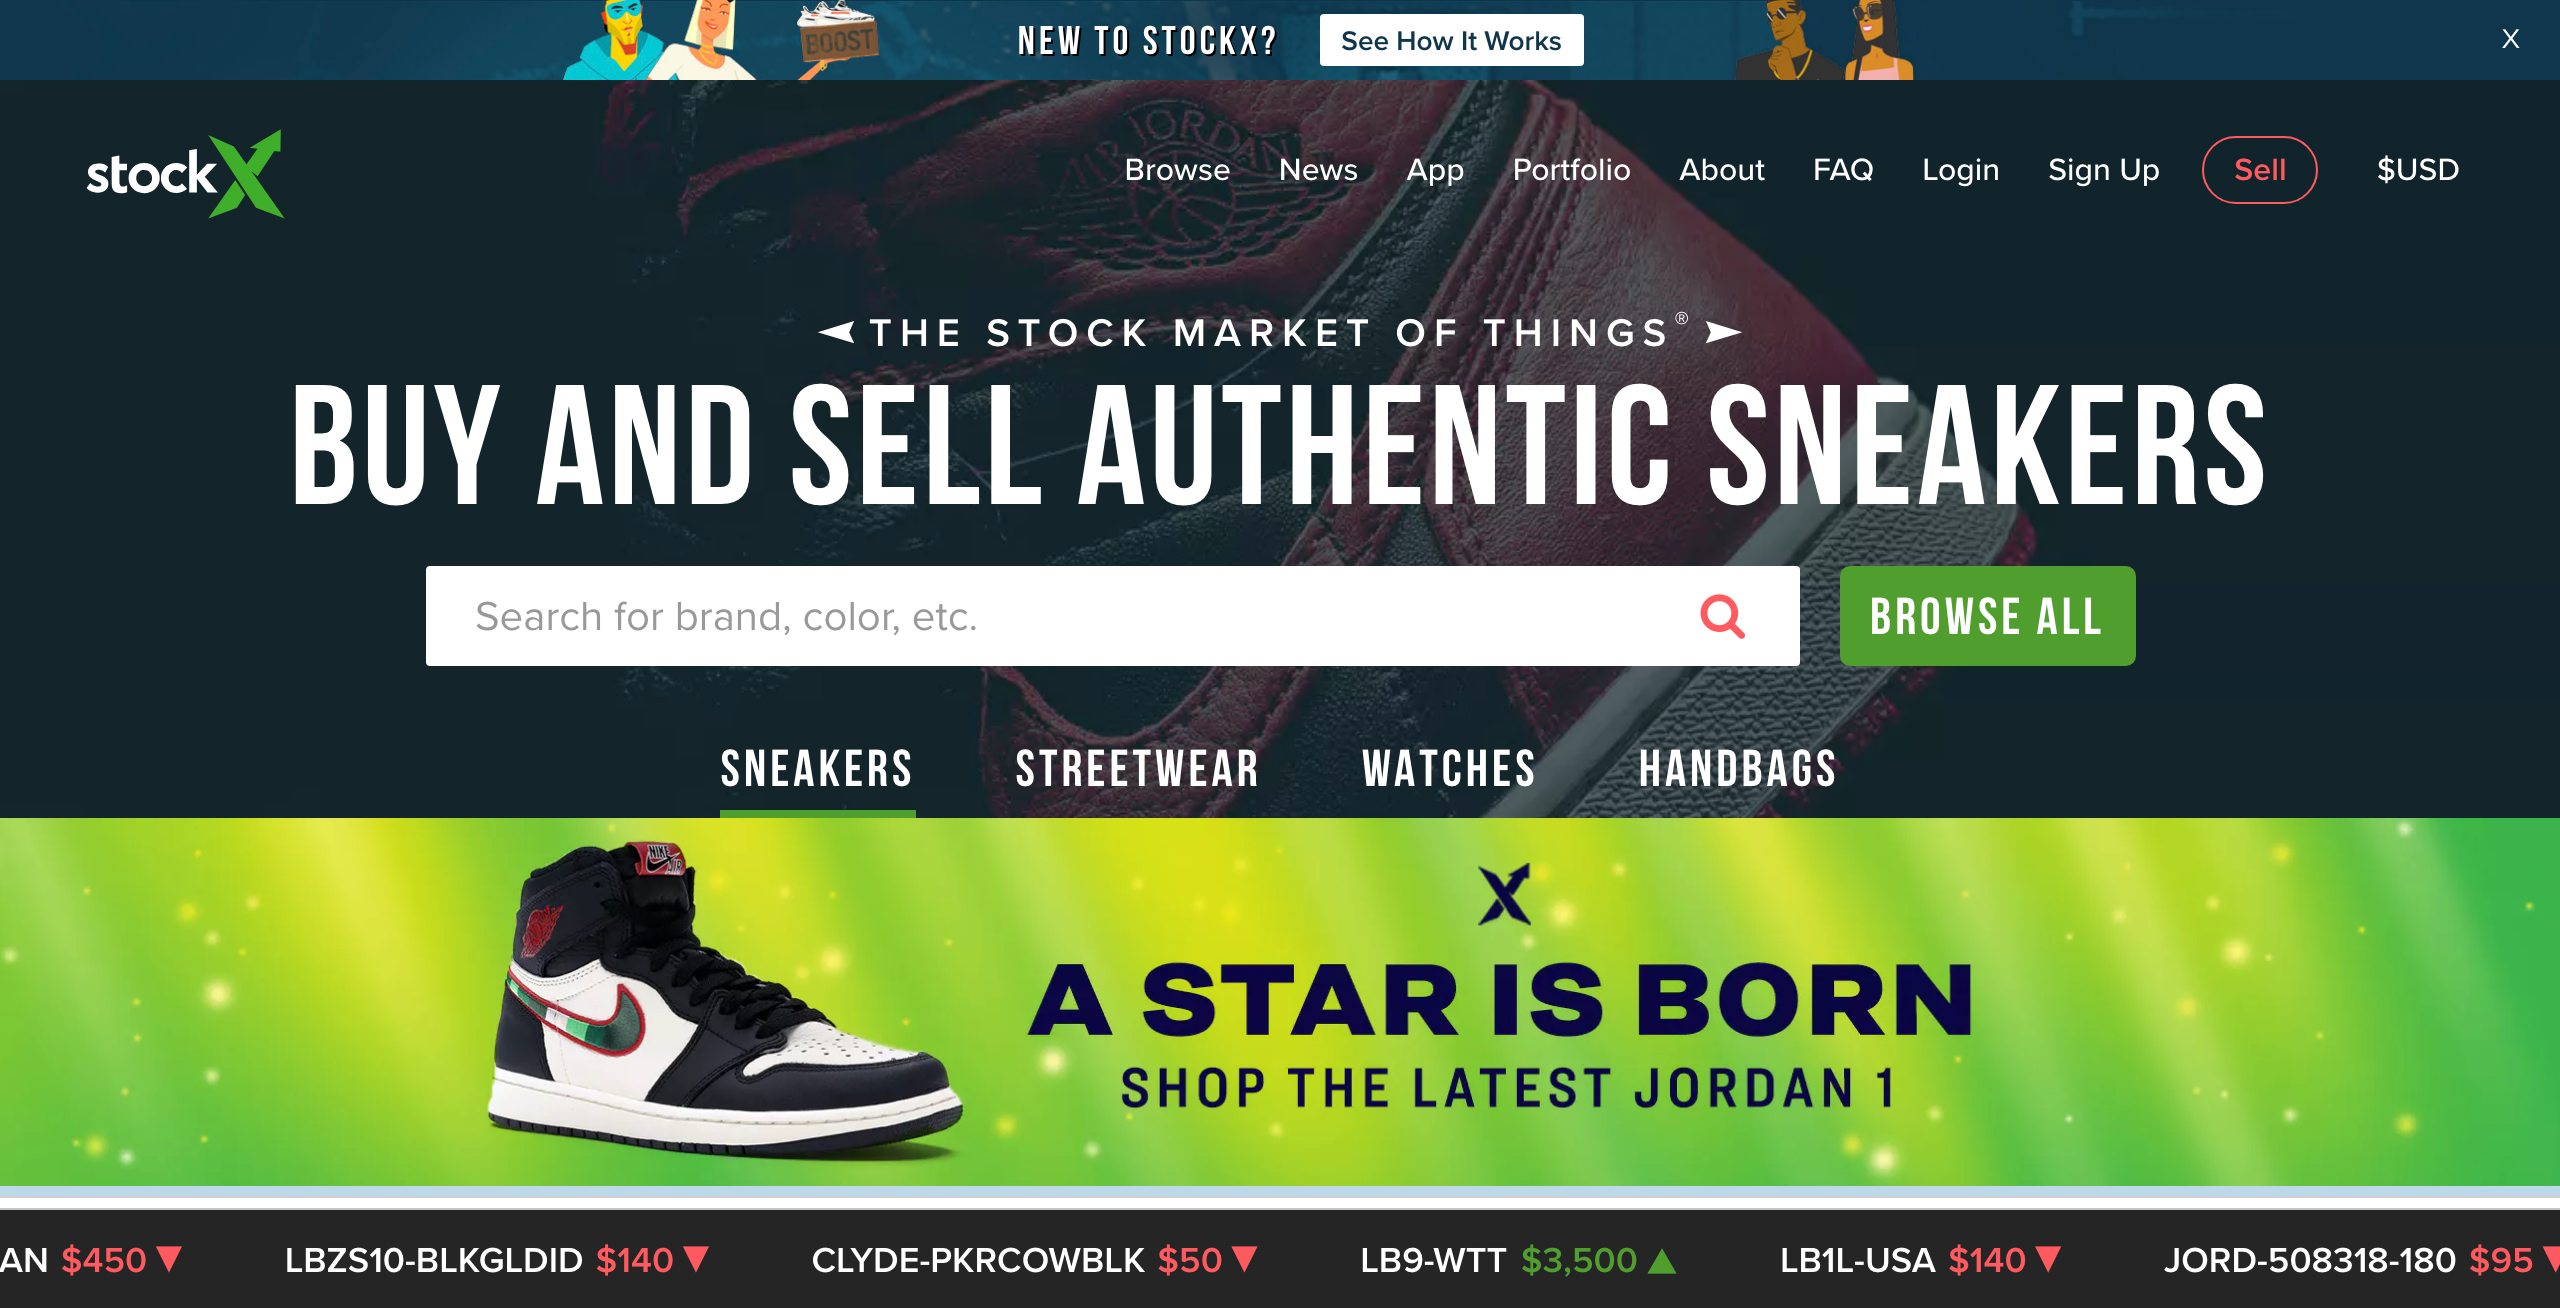 BOOST
NEW TO STOCKX?
See How It Works
X
stockX
Browse
News
App
Portfolio
About
FAQ
Login
Sign Up
Sell
$USD
AIR JORDAN
THE STOCK MARKET OF THINGS®
BUY AND SELL AUTHENTIC SNEAKERS
Search for brand, color, etc.
BROWSE ALL
SNEAKERS
STREETWEAR
WATCHES
HANDBAGS
NIKE
AIR
X
A STAR IS BORN
SHOP THE LATEST JORDAN 1
AN $450 ▼ LBZS10-BLKGLDID $140 ▼ CLYDE-PKRCOWBLK $50 ▼ LB9-WTT $3,500 ▲ LB1L-USA $140 ▼ JORD-508318-180 $95 ▼